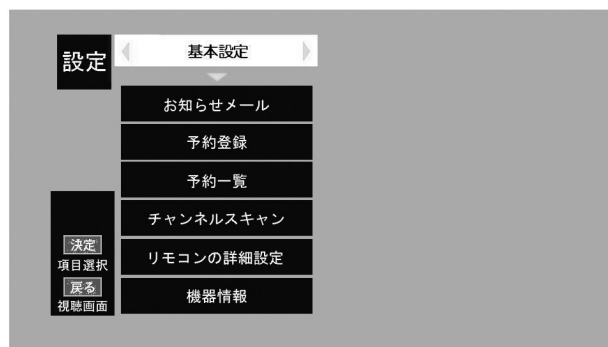 設定
基本設定
お知らせメール
予約登録
予約一覧
チャンネルスキャン
リモコンの詳細設定
機器情報
決定
項目選択
戻る
視聴画面